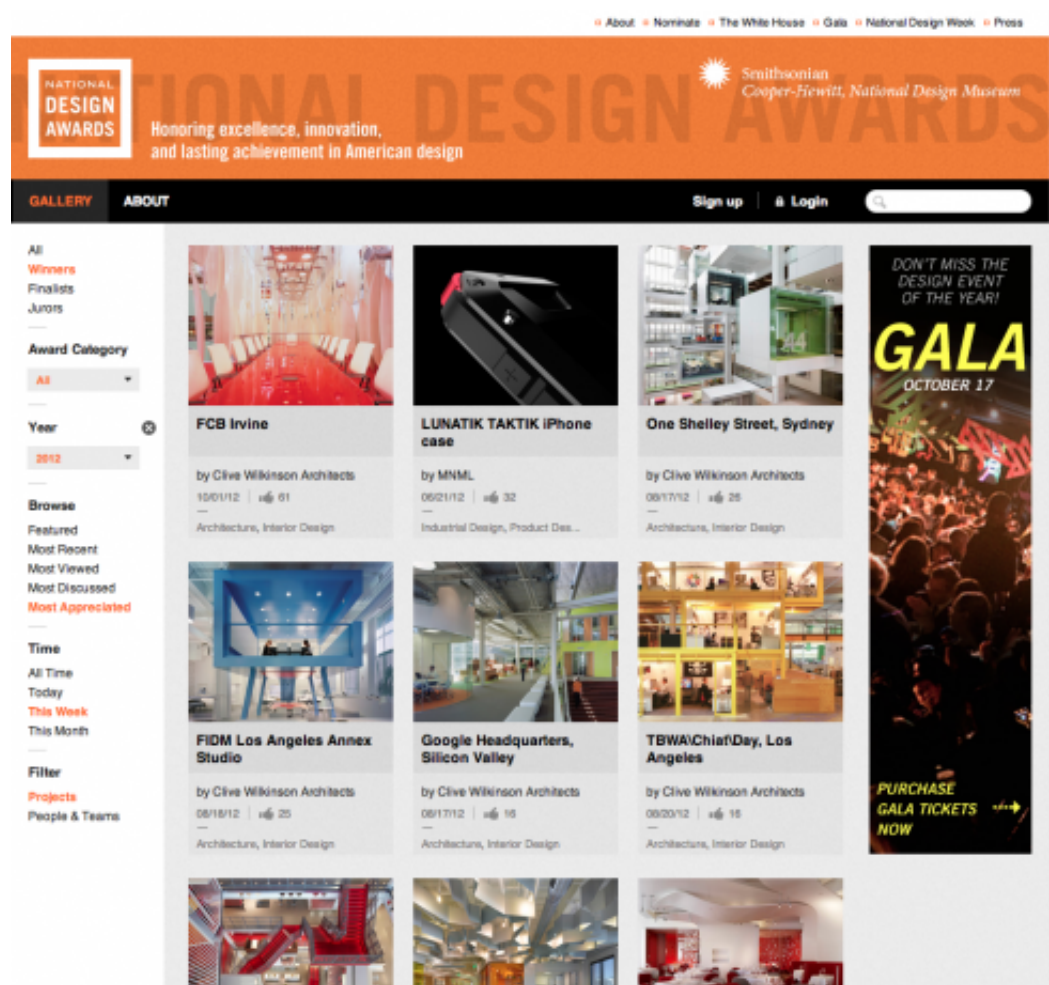 About Nominate The White House Gala National Design Week Press
NATIONAL DESIGN AWARDS
NATIONAL
DESIGN
AWARDS
Honoring excellence, innovation,
and lasting achievement in American design
Smithsonian
Cooper-Hewitt, National Design Museum
GALLERY ABOUT Sign up Login
All
Winners
Finalists
Jurors
Award Category
All
Year
2012
Browse
Featured
Most Recent
Most Viewed
Most Discussed
Most Appreciated
Time
All Time
Today
This Week
This Month
Filter
Projects
People & Teams
FCB Irvine
by Clive Wilkinson Architects
10/01/12 61
Architecture, Interior Design
LUNATIK TAKTIK iPhone
case
by MNML
06/21/12 32
Industrial Design, Product Des...
44
One Shelley Street, Sydney
by Clive Wilkinson Architects
08/17/12 26
Architecture, Interior Design
FIDM Los Angeles Annex
Studio
by Clive Wilkinson Architects
08/18/12 25
Architecture, Interior Design
Google Headquarters,
Silicon Valley
by Clive Wilkinson Architects
08/17/12 16
Architecture, Interior Design
TBWA\Chiat\Day, Los
Angeles
by Clive Wilkinson Architects
08/20/12 16
Architecture, Interior Design
DON'T MISS THE
DESIGN EVENT
OF THE YEAR!
GALA
OCTOBER 17
PURCHASE
GALA TICKETS
NOW